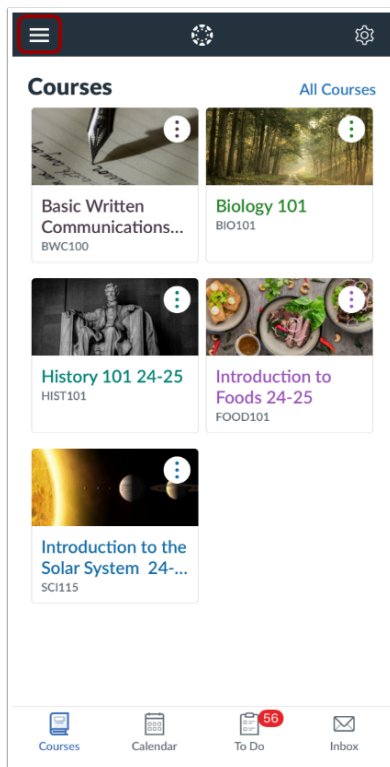 Courses
All Courses
Basic Written
Communications...
BWC100
Biology 101
BIO101
History 101 24-25
HIST101
Introduction to
Foods 24-25
FOOD101
Introduction to the
Solar System 24-...
SCI115
56
Courses
Calendar
To Do
Inbox